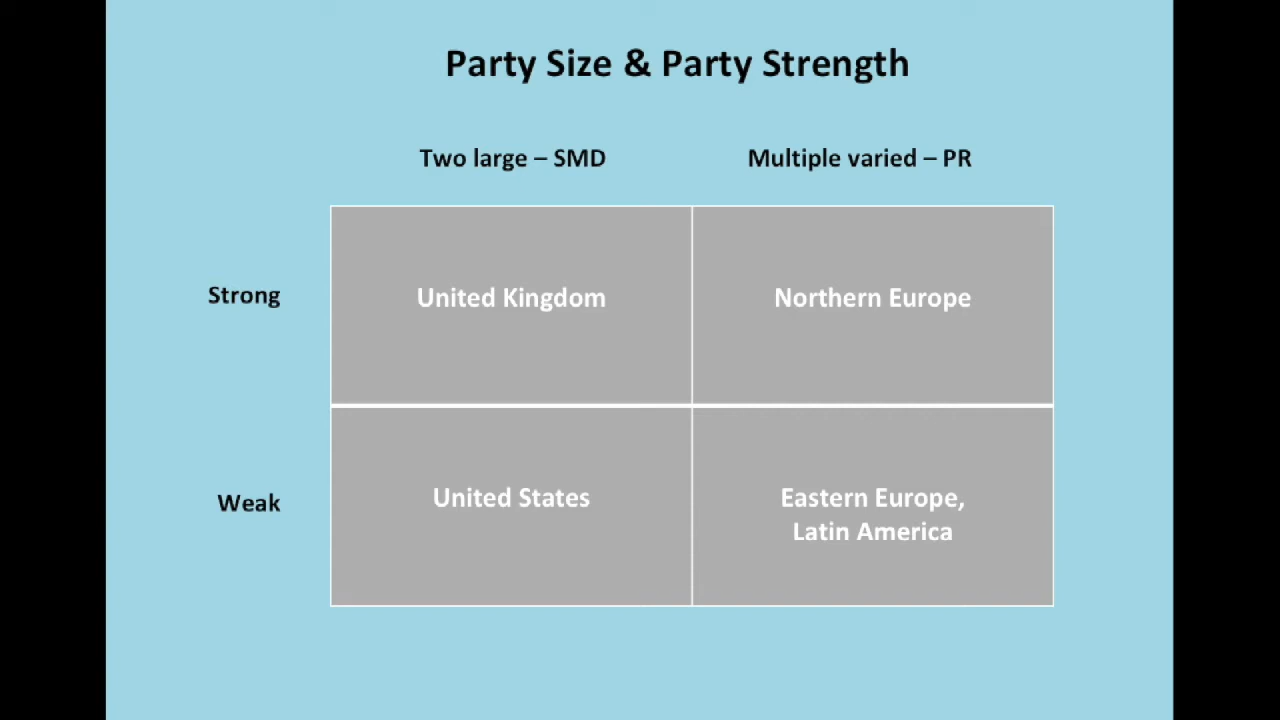 Party Size & Party Strength
Two large – SMD
Multiple varied – PR
Strong
United Kingdom
Northern Europe
Weak
United States
Eastern Europe,
Latin America